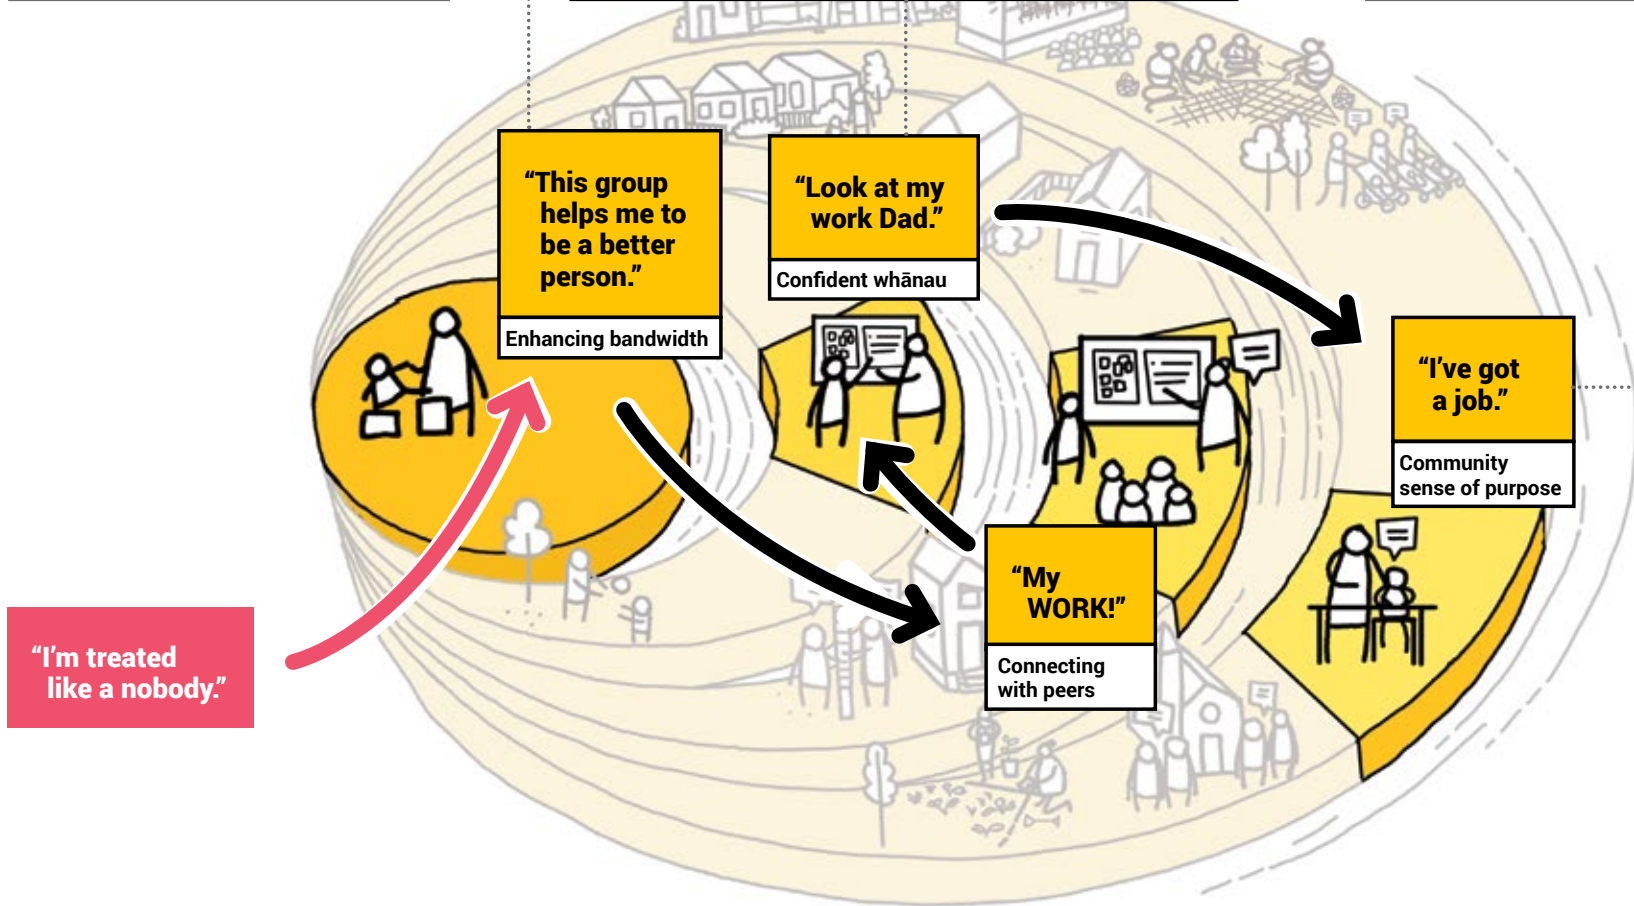 “This group
helps me to
be a better
person.”
Enhancing bandwidth
“Look at my
work Dad.”
Confident whānau
“I’ve got
a job.”
Community
sense of purpose
“My
WORK!”
Connecting
with peers
“I’m treated
like a nobody.”